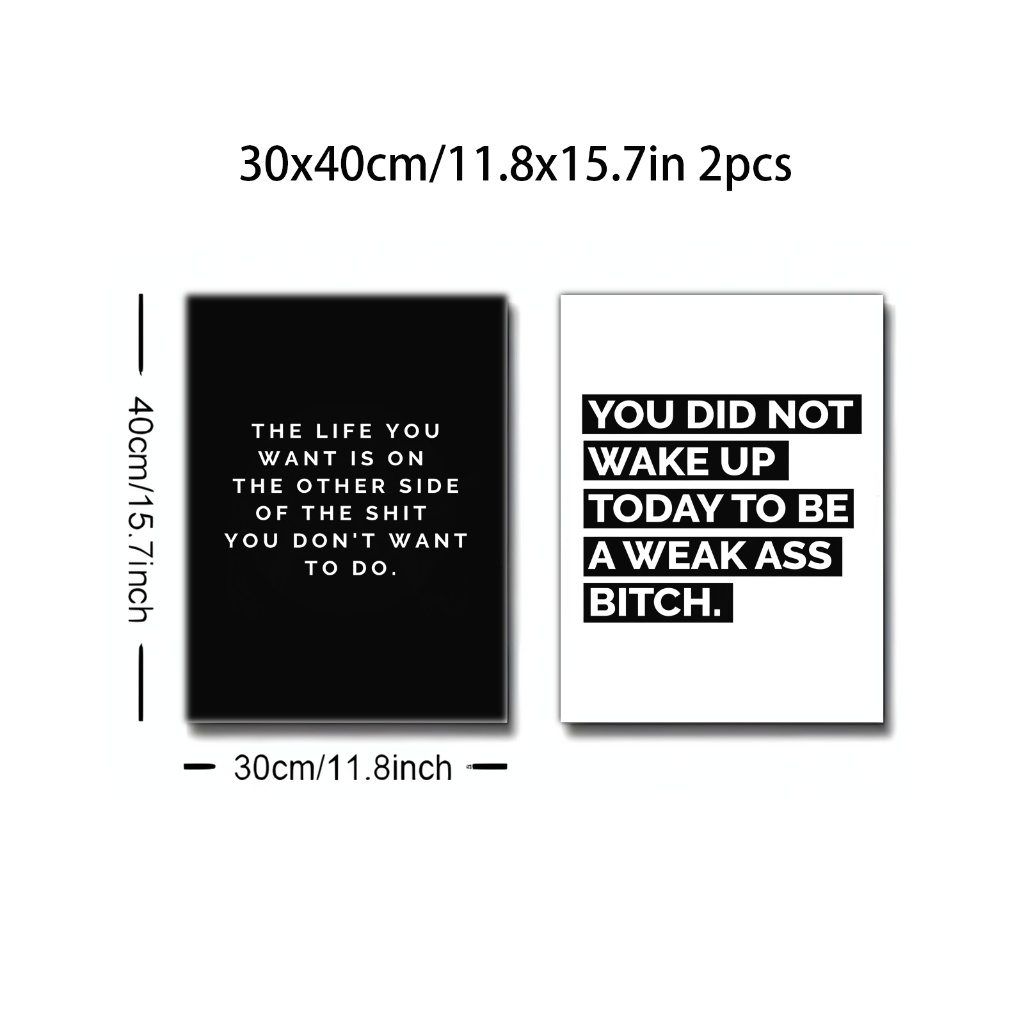 30x40cm/11.8x15.7in 2pcs
40cm/15.7inch
THE LIFE YOU
WANT IS ON
THE OTHER SIDE
OF THE SHIT
YOU DON'T WANT
TO DO.
YOU DID NOT
WAKE UP
TODAY TO BE
A WEAK ASS
BITCH.
30cm/11.8inch